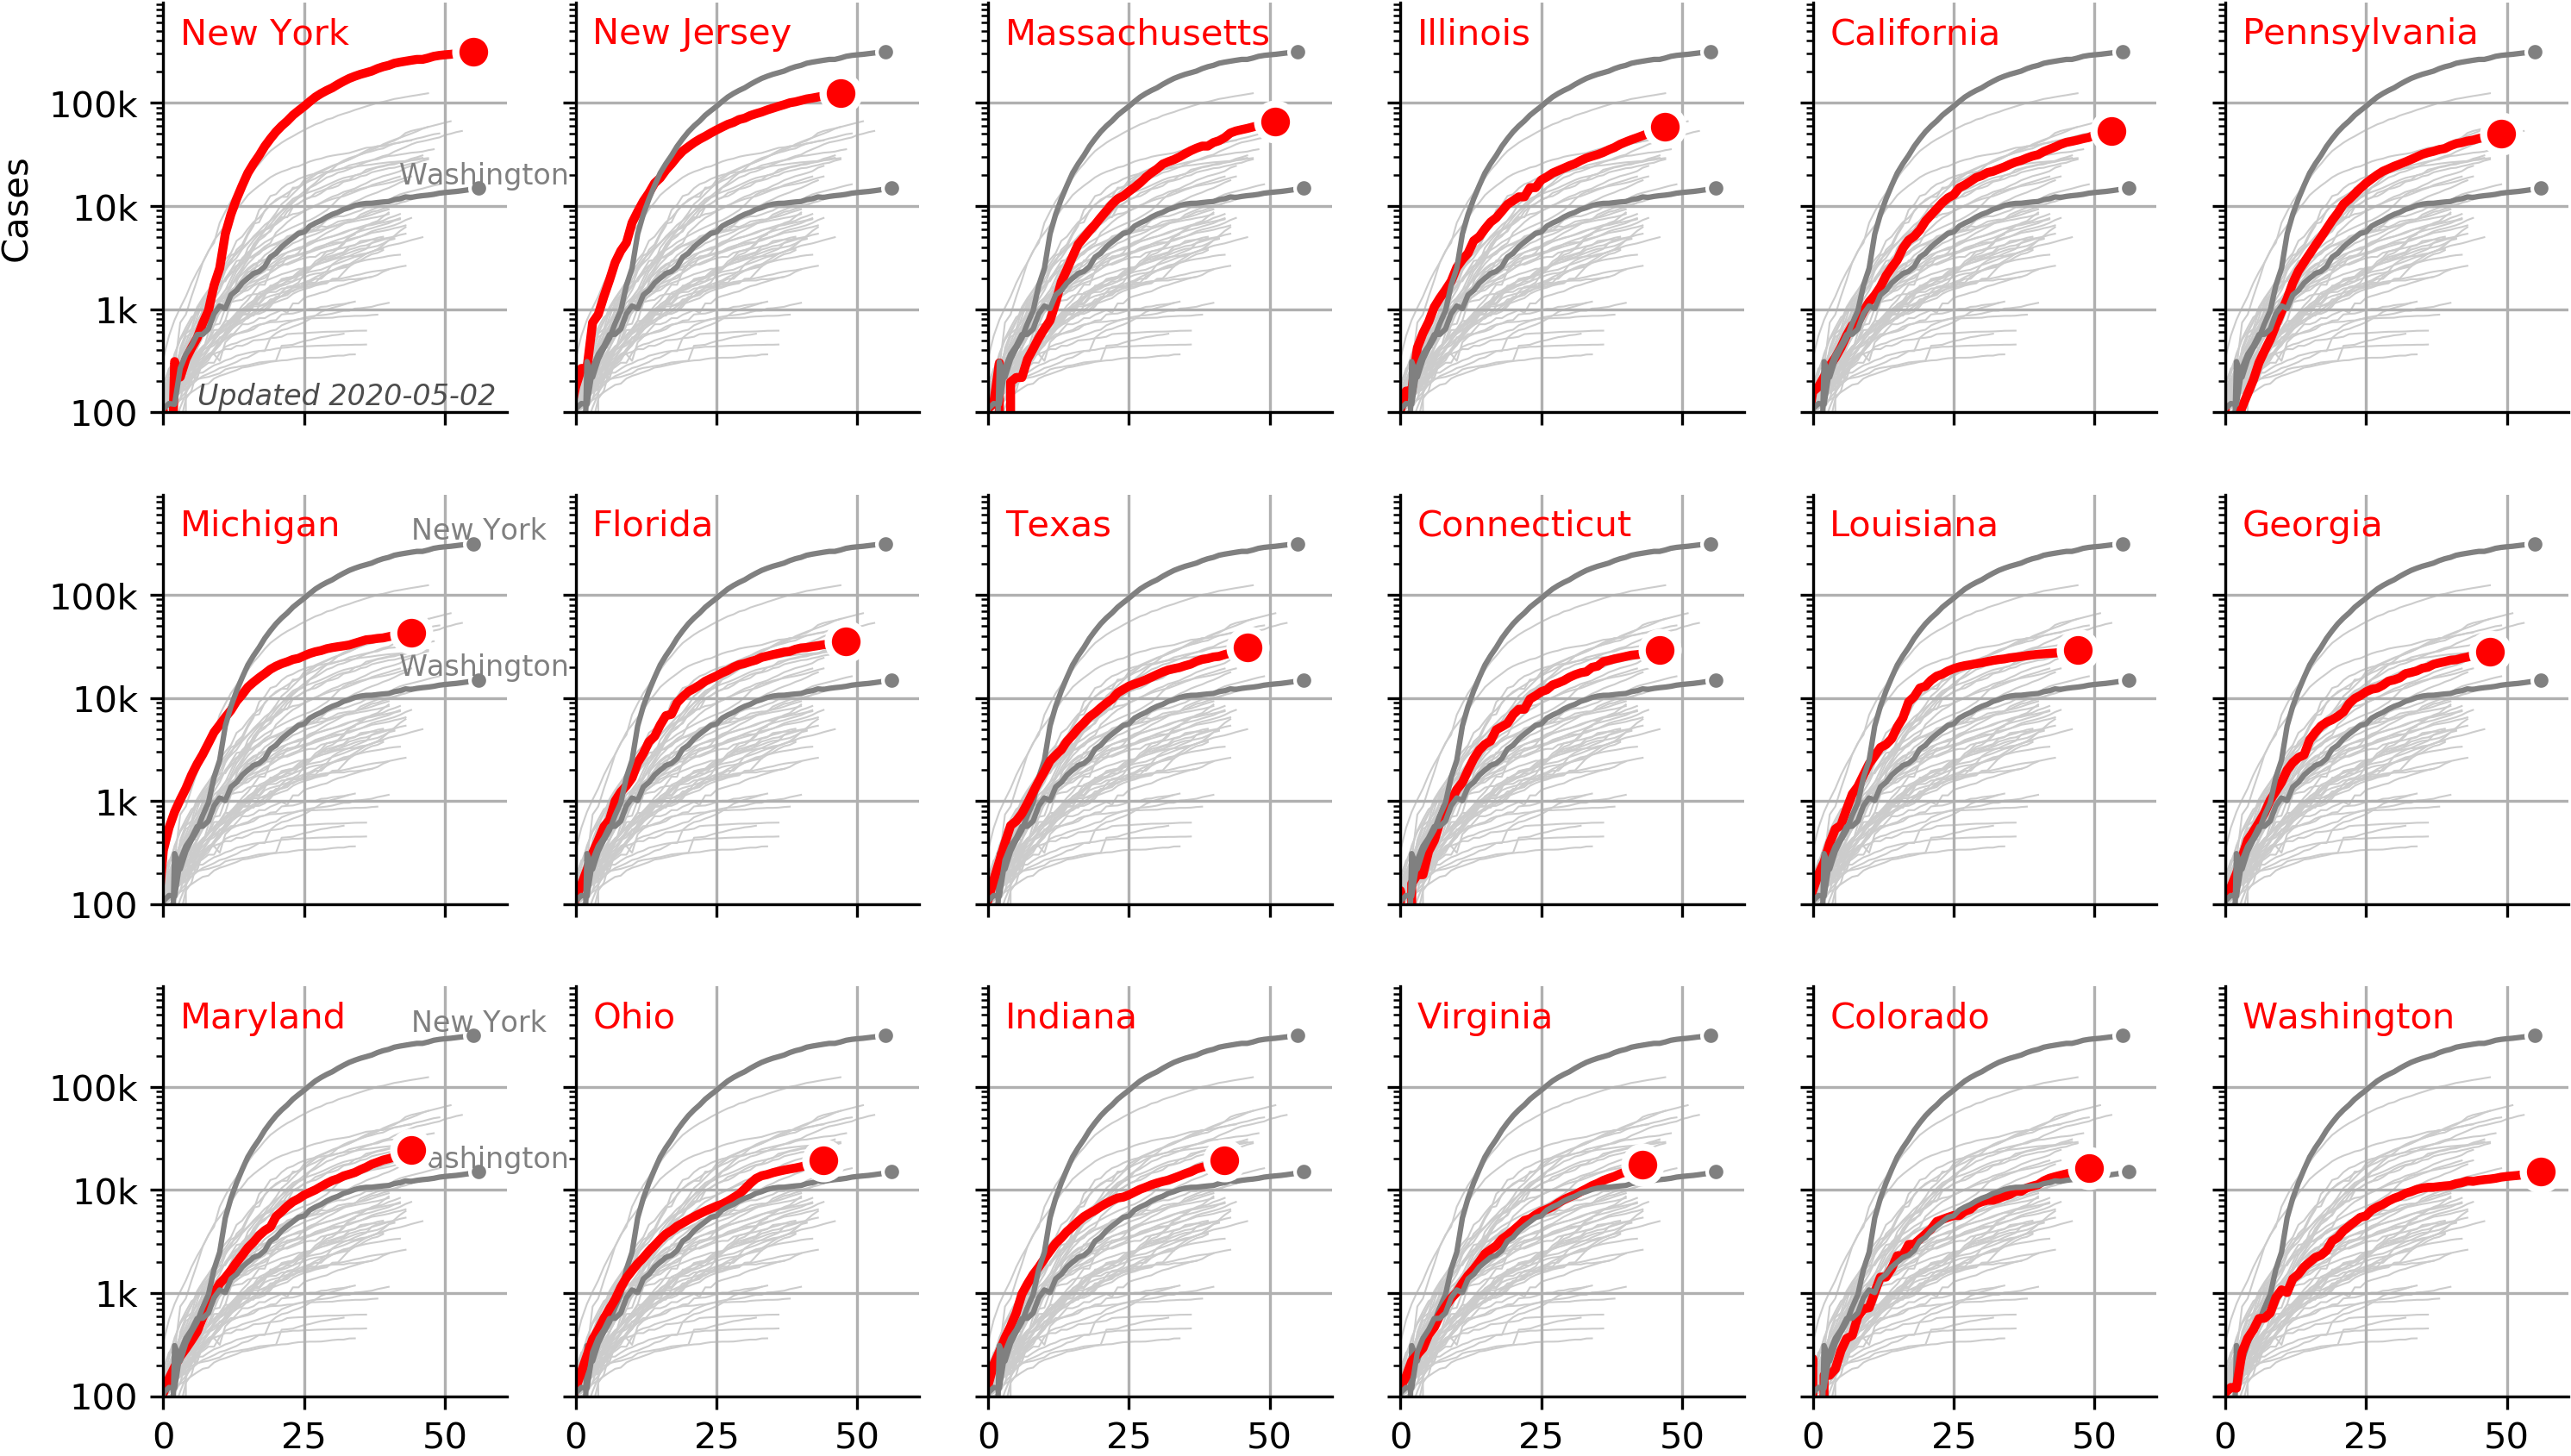 New York
New Jersey
Massachusetts
Illinois
California
Pennsylvania
100k
10k
1k
100
Cases
Washington
Updated 2020-05-02
Michigan
New York
Florida
Texas
Connecticut
Louisiana
Georgia
100k
10k
1k
100
Washington
Maryland
New York
Ohio
Indiana
Virginia
Colorado
Washington
100k
10k
1k
100
ashington
0 25 50
0 25 50
0 25 50
0 25 50
0 25 50
0 25 50